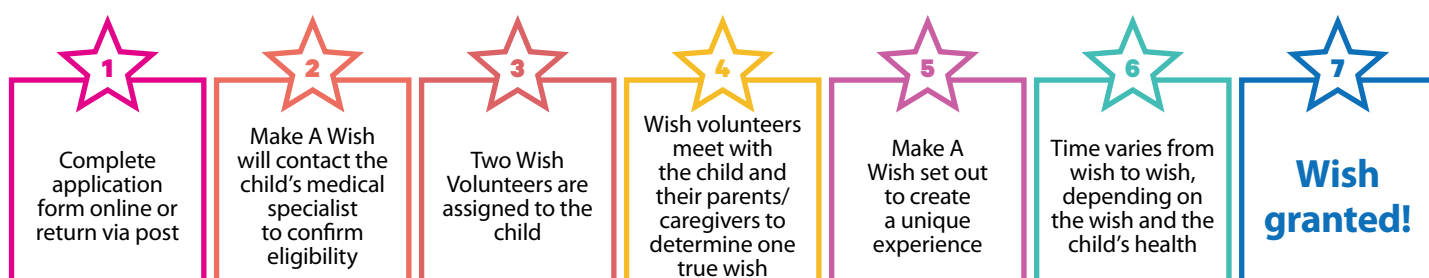 1
Complete
application
form online or
return via post
2
Make A Wish
will contact the
child’s medical
specialist
to confirm
eligibility
3
Two Wish
Volunteers are
assigned to the
child
4
Wish volunteers
meet with
the child and
their parents/
caregivers to
determine one
true wish
5
Make A
Wish set out
to create
a unique
experience
6
Time varies from
wish to wish,
depending on
the wish and the
child’s health
7
Wish
granted!